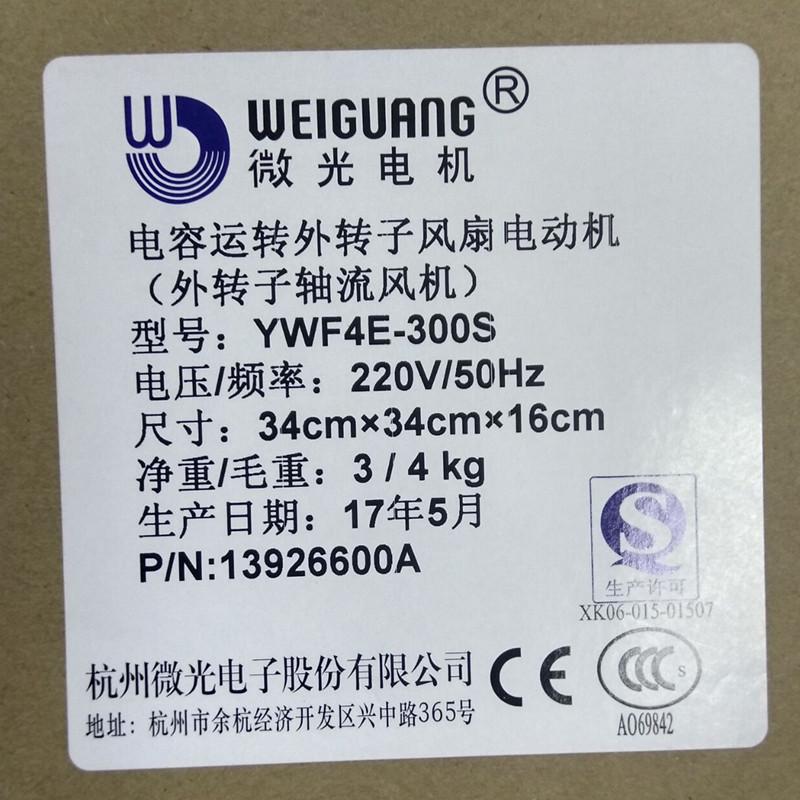 W
WEIGUANG®
微光电机
电容运转外转子风扇电动机
（外转子轴流风机）
型号：YWF4E-300S
电压/频率：220V/50Hz
尺寸：34cm×34cm×16cm
净重/毛重：3 / 4 kg
生产日期：17年5月
P/N:13926600A
S
生产许可
XK06-015-01507
杭州微光电子股份有限公司
地址：杭州市余杭经济开发区兴中路365号
CE
CCC S
A069842